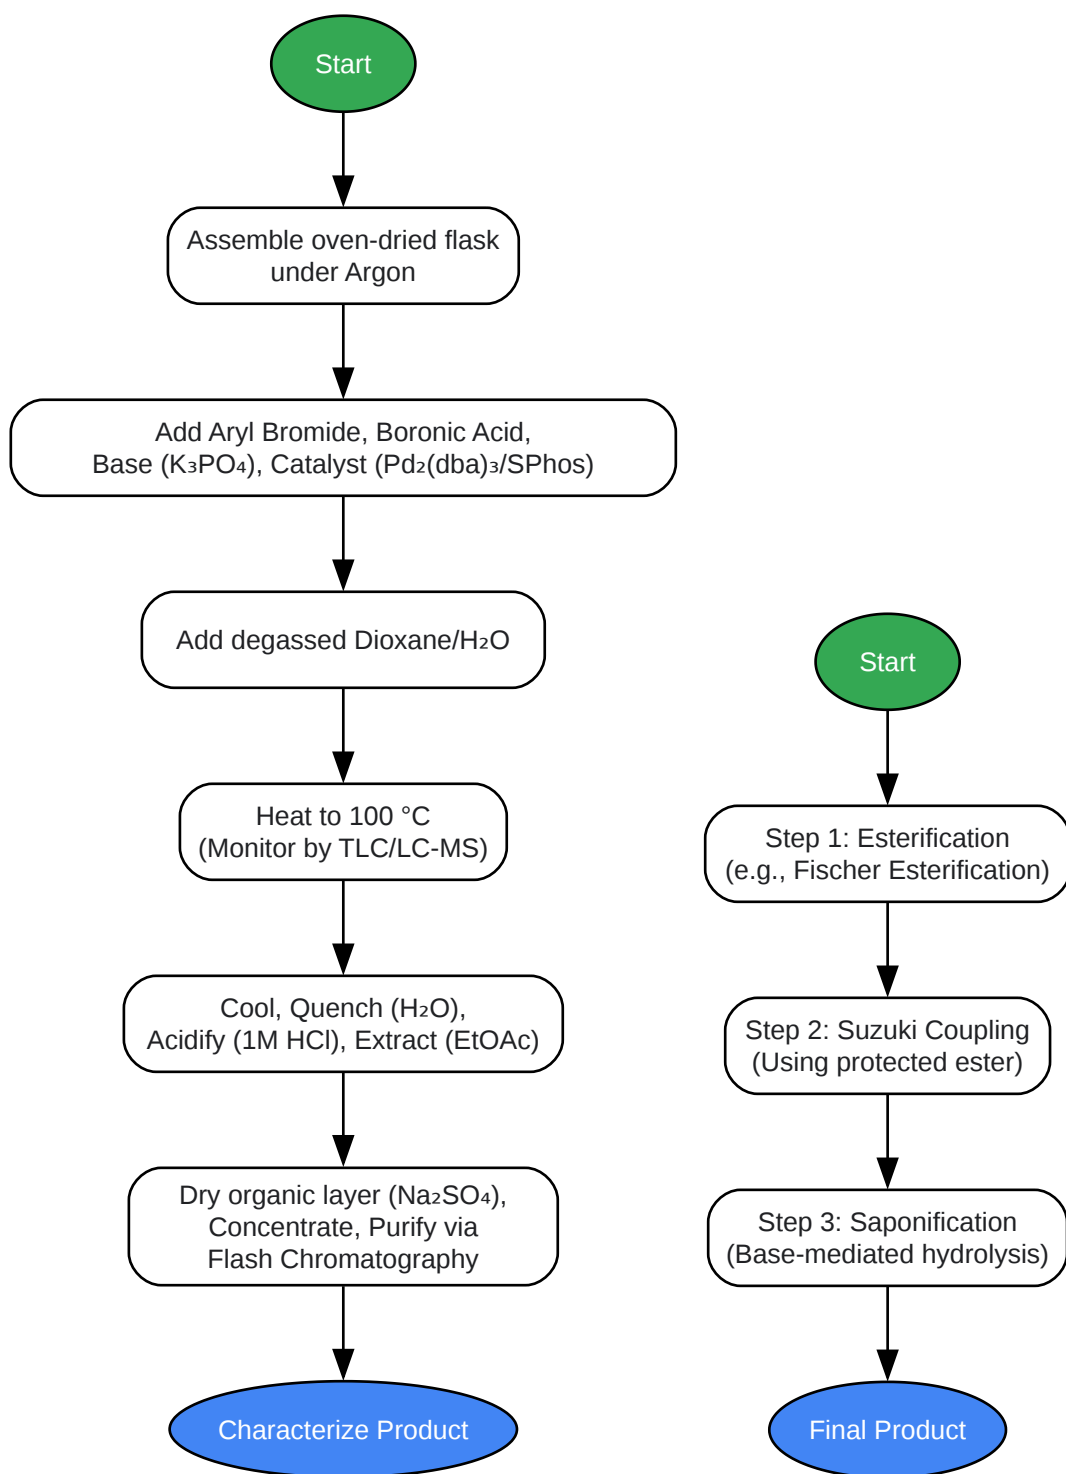 Start
Assemble oven-dried flask
under Argon
Add Aryl Bromide, Boronic Acid,
Base (K₃PO₄), Catalyst (Pd₂(dba)₃/SPhos)
Add degassed Dioxane/H₂O
Heat to 100 °C
(Monitor by TLC/LC-MS)
Cool, Quench (H₂O),
Acidify (1M HCl), Extract (EtOAc)
Dry organic layer (Na₂SO₄),
Concentrate, Purify via
Flash Chromatography
Characterize Product
Start
Step 1: Esterification
(e.g., Fischer Esterification)
Step 2: Suzuki Coupling
(Using protected ester)
Step 3: Saponification
(Base-mediated hydrolysis)
Final Product